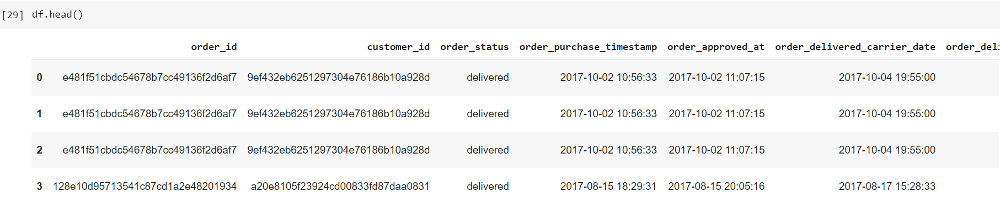 [29] df.head()
order_id customer_id order_status order_purchase_timestamp order_approved_at order_delivered_carrier_date order_deli
0 e481f51cbdc54678b7cc49136f2d6af7 9ef432eb6251297304e76186b10a928d delivered 2017-10-02 10:56:33 2017-10-02 11:07:15 2017-10-04 19:55:00
1 e481f51cbdc54678b7cc49136f2d6af7 9ef432eb6251297304e76186b10a928d delivered 2017-10-02 10:56:33 2017-10-02 11:07:15 2017-10-04 19:55:00
2 e481f51cbdc54678b7cc49136f2d6af7 9ef432eb6251297304e76186b10a928d delivered 2017-10-02 10:56:33 2017-10-02 11:07:15 2017-10-04 19:55:00
3 128e10d95713541c87cd1a2e48201934 a20e8105f23924cd00833fd87daa0831 delivered 2017-08-15 18:29:31 2017-08-15 20:05:16 2017-08-17 15:28:33